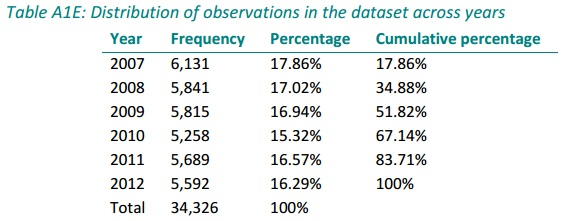 Table A1E: Distribution of observations in the dataset across years
Year Frequency Percentage Cumulative percentage
2007 6,131 17.86% 17.86%
2008 5,841 17.02% 34.88%
2009 5,815 16.94% 51.82%
2010 5,258 15.32% 67.14%
2011 5,689 16.57% 83.71%
2012 5,592 16.29% 100%
Total 34,326 100%